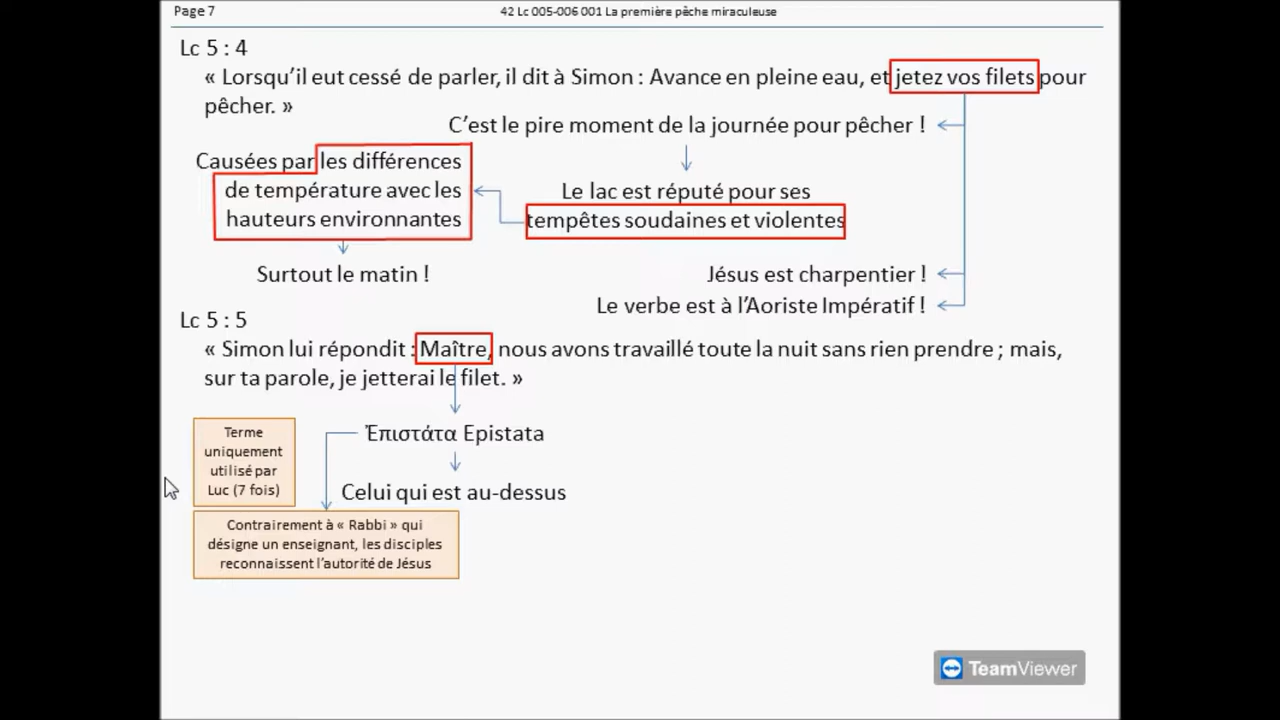 Page 7
42 Lc 005-006 001 La première pêche miraculeuse
Lc 5 : 4
« Lorsqu’il eut cessé de parler, il dit à Simon : Avance en pleine eau, et jetez vos filets pour
pêcher. »
C’est le pire moment de la journée pour pêcher !
Causées par les différences
de température avec les
hauteurs environnantes
Le lac est réputé pour ses
tempêtes soudaines et violentes
Surtout le matin !
Jésus est charpentier !
Le verbe est à l’Aoriste Impératif !
Lc 5 : 5
« Simon lui répondit : Maître, nous avons travaillé toute la nuit sans rien prendre ; mais,
sur ta parole, je jetterai le filet. »
Ἐπιστάτα Epistata
Terme
uniquement
utilisé par
Luc (7 fois)
Celui qui est au-dessus
Contrairement à « Rabbi » qui
désigne un enseignant, les disciples
reconnaissent l’autorité de Jésus
TeamViewer